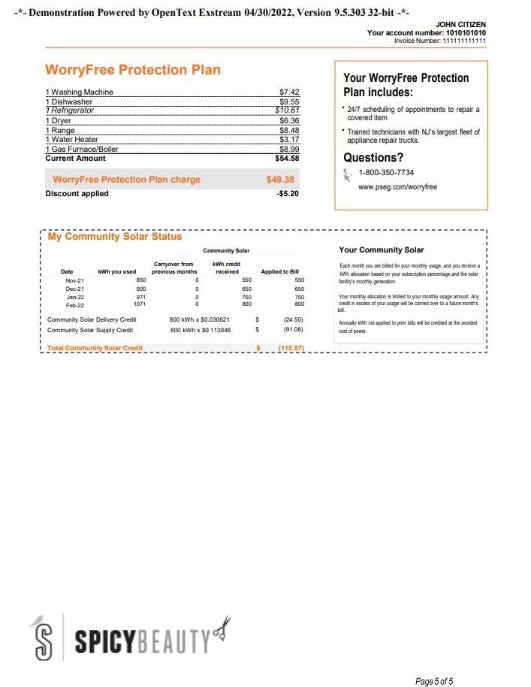 -*- Demonstration Powered by OpenText Exstream 04/30/2022, Version 9.5.303 32-bit -*-
JOHN CITIZEN
Your account number: 1010101010
Invoice Number: 111111111111
WorryFree Protection Plan
1 Washing Machine $7.42
1 Dishwasher $9.55
1 Refrigerator $10.61
1 Dryer $6.36
1 Range $8.48
1 Water Heater $3.17
1 Gas Furnace/Boiler $8.99
Current Amount $54.58
WorryFree Protection Plan charge $49.38
Discount applied -$5.20
Your WorryFree Protection
Plan includes:
* 24/7 scheduling of appointments to repair a
covered item
* Trained technicians with NJ's largest fleet of
appliance repair trucks.
Questions?
1-800-350-7734
www.pseg.com/worryfree
My Community Solar Status
Community Solar
Carryover from kWh credit
Date kWh you used previous months received Applied to Bill
Nov-21 850 0 550 550
Dec-21 900 0 650 650
Jan-22 971 0 750 750
Feb-22 1071 0 800 800
Community Solar Delivery Credit 800 kWh x $0.030621 $ (24.50)
Community Solar Supply Credit 800 kWh x $0.113846 $ (91.08)
Total Community Solar Credit $ (115.57)
Your Community Solar
Each month you are billed for your monthly usage, and you receive a
kWh allocation based on your subscription percentage and the solar
facility's monthly generation.
Your monthly allocation is limited to your monthly usage amount. Any
credit in excess of your usage will be carried over to a future month's
bill.
Annually kWh not applied to prior bills will be credited at the avoided
cost of power.
S SPICYBEAUTY
Page 5 of 5